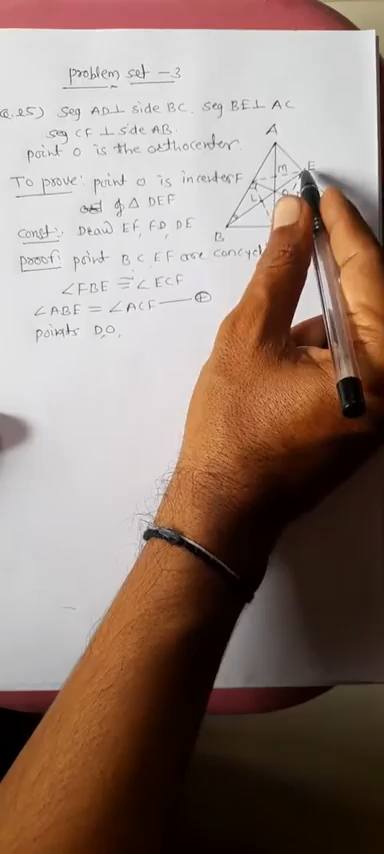 problem set -3
Q.25) seg AD⊥ side BC. seg BE⊥ AC
seg CF ⊥ side AB.
point O is the orthocenter.
To prove: point O is incenter
of △ DEF
const:- Draw EF, FD, DE
proof: point B C, EF are concycl
∠FBE ≅ ∠ECF
∠ABE = ∠ACF
points D,O,
A
M
E
F
L
O
B